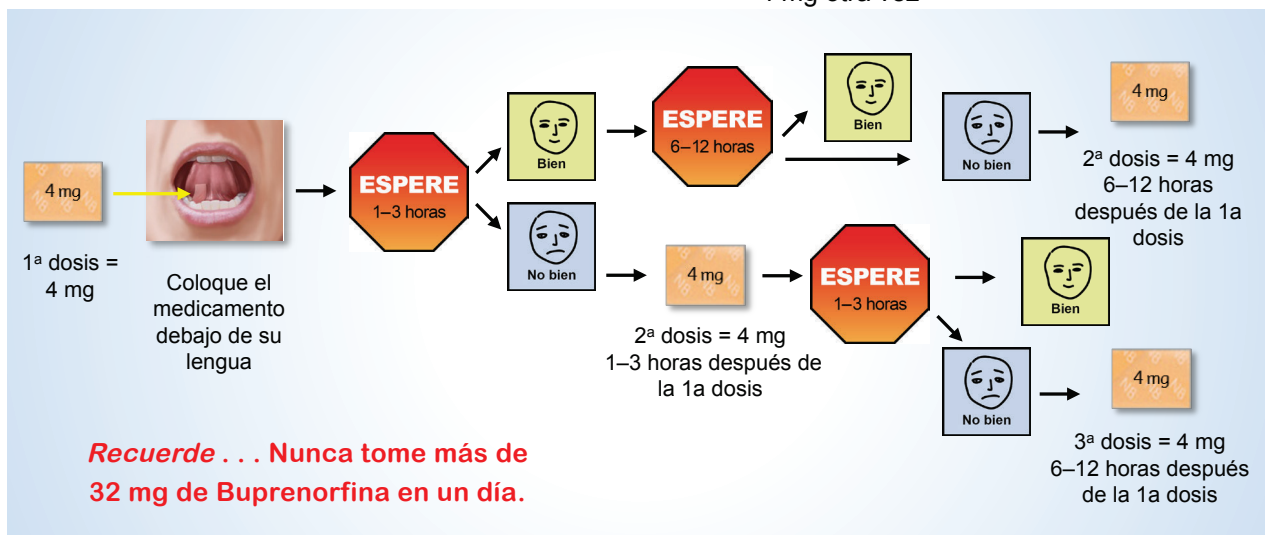 4 mg
1ª dosis =
4 mg
Coloque el
medicamento
debajo de su
lengua
ESPERE
1–3 horas
Bien
ESPERE
6–12 horas
Bien
No bien
4 mg
2ª dosis = 4 mg
6–12 horas
después de la 1a
dosis
No bien
4 mg
2ª dosis = 4 mg
1–3 horas después de
la 1a dosis
ESPERE
1–3 horas
Bien
No bien
4 mg
3ª dosis = 4 mg
6–12 horas después
de la 1a dosis
Recuerde . . . Nunca tome más de
32 mg de Buprenorfina en un día.